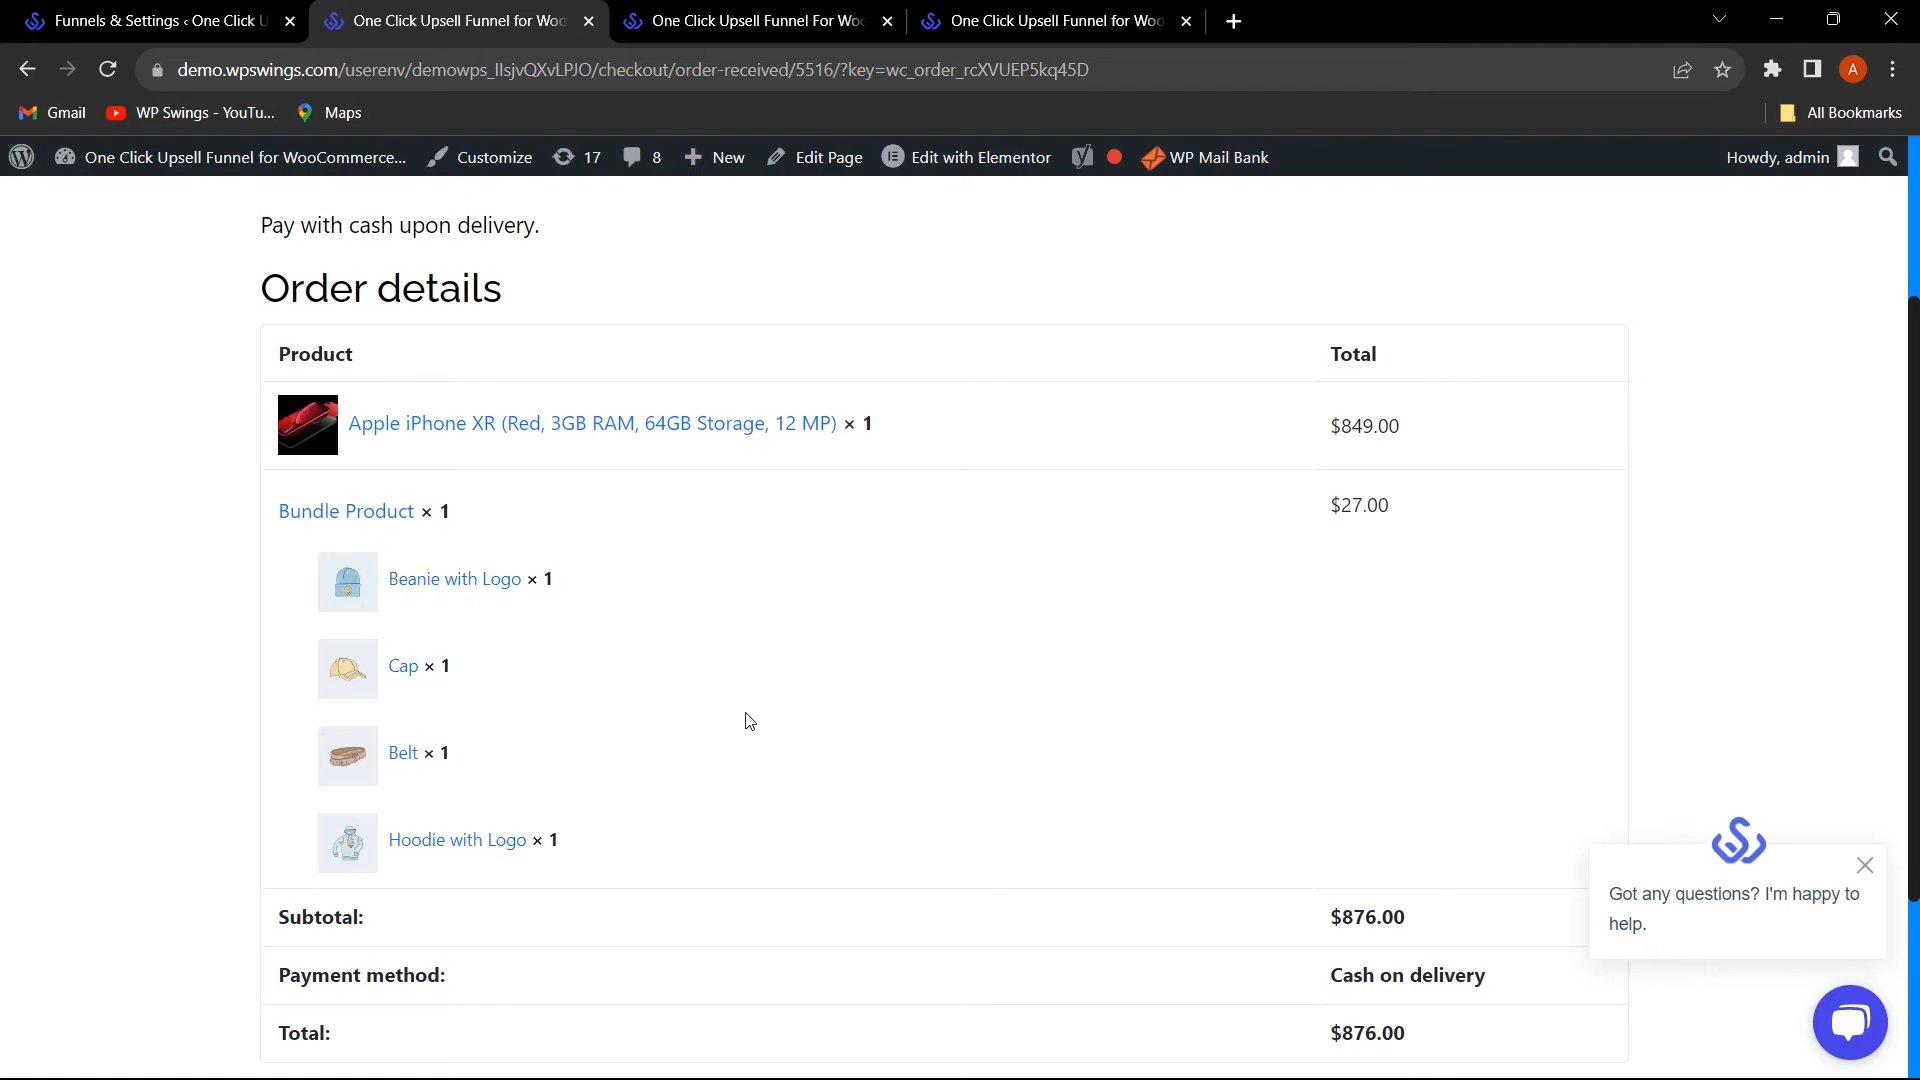 Funnels & Settings ‹ One Click U
One Click Upsell Funnel for Woo
One Click Upsell Funnel For Woo
One Click Upsell Funnel for Woo
demo.wpswings.com/userenv/demowps_IIsjvQXvLPJO/checkout/order-received/5516/?key=wc_order_rcXVUEP5kq45D
A
Gmail
WP Swings - YouTu...
Maps
All Bookmarks
One Click Upsell Funnel for WooCommerce...
Customize
17
8
New
Edit Page
Edit with Elementor
WP Mail Bank
Howdy, admin
Pay with cash upon delivery.
Order details
Product Total
Apple iPhone XR (Red, 3GB RAM, 64GB Storage, 12 MP) × 1 $849.00
Bundle Product × 1 $27.00
Beanie with Logo × 1
Cap × 1
Belt × 1
Hoodie with Logo × 1
Subtotal: $876.00
Payment method: Cash on delivery
Total: $876.00
Got any questions? I'm happy to
help.